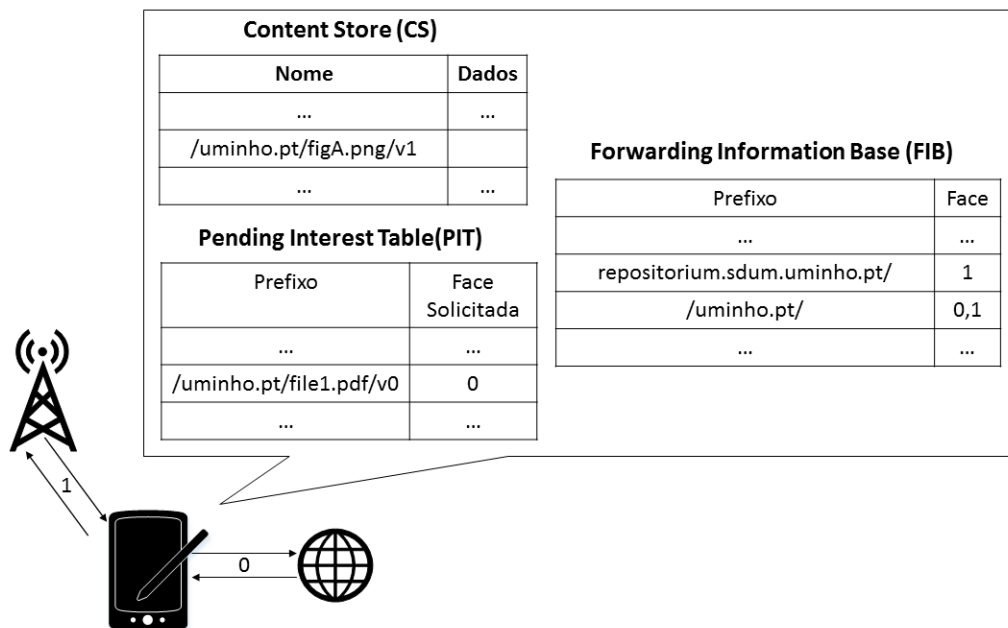 Content Store (CS)
Nome Dados
... ...
/uminho.pt/figA.png/v1
... ...
Pending Interest Table(PIT)
Prefixo Face
Solicitada
... ...
/uminho.pt/file1.pdf/v0 0
... ...
Forwarding Information Base (FIB)
Prefixo Face
... ...
repositorium.sdum.uminho.pt/ 1
/uminho.pt/ 0,1
... ...
1
0